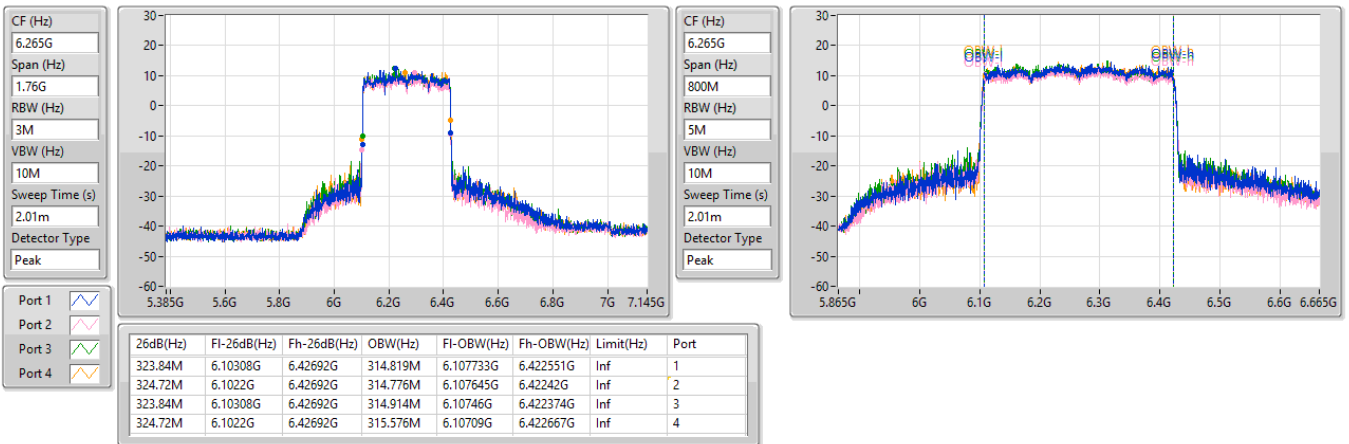 CF (Hz)
6.265G
Span (Hz)
1.76G
RBW (Hz)
3M
VBW (Hz)
10M
Sweep Time (s)
2.01m
Detector Type
Peak
30
20
10
0
-10
-20
-30
-40
-50
-60
5.385G 5.6G 5.8G 6G 6.2G 6.4G 6.6G 6.8G 7G 7.145G
CF (Hz)
6.265G
Span (Hz)
800M
RBW (Hz)
5M
VBW (Hz)
10M
Sweep Time (s)
2.01m
Detector Type
Peak
30
20
10
0
-10
-20
-30
-40
-50
-60
OBW-l OBW-h
5.865G 6G 6.1G 6.2G 6.3G 6.4G 6.5G 6.6G 6.665G
Port 1
Port 2
Port 3
Port 4
26dB(Hz) Fl-26dB(Hz) Fh-26dB(Hz) OBW(Hz) Fl-OBW(Hz) Fh-OBW(Hz) Limit(Hz) Port
323.84M 6.10308G 6.42692G 314.819M 6.107733G 6.422551G Inf 1
324.72M 6.1022G 6.42692G 314.776M 6.107645G 6.42242G Inf 2
323.84M 6.10308G 6.42692G 314.914M 6.10746G 6.422374G Inf 3
324.72M 6.1022G 6.42692G 315.576M 6.10709G 6.422667G Inf 4